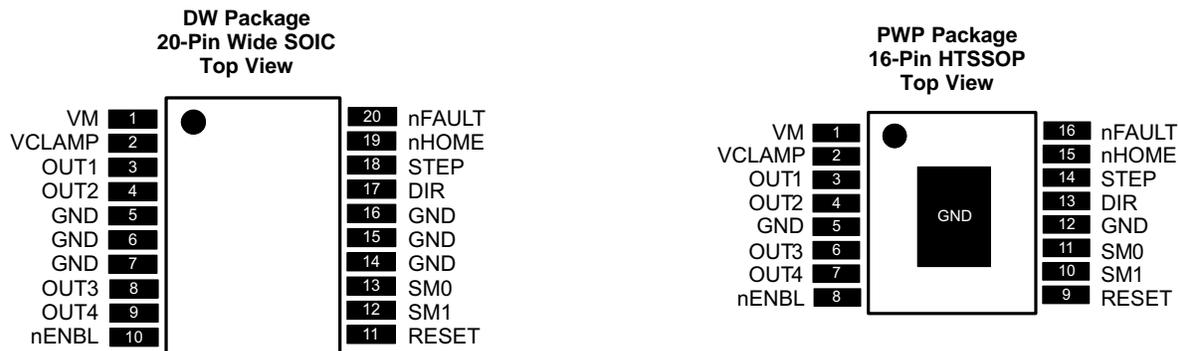 DW Package
20-Pin Wide SOIC
Top View
VM 1 20 nFAULT
VCLAMP 2 19 nHOME
OUT1 3 18 STEP
OUT2 4 17 DIR
GND 5 16 GND
GND 6 15 GND
GND 7 14 GND
OUT3 8 13 SM0
OUT4 9 12 SM1
nENBL 10 11 RESET
PWP Package
16-Pin HTSSOP
Top View
VM 1 16 nFAULT
VCLAMP 2 15 nHOME
OUT1 3 14 STEP
OUT2 4 13 DIR
GND 5 GND 12 GND
OUT3 6 11 SM0
OUT4 7 10 SM1
nENBL 8 9 RESET